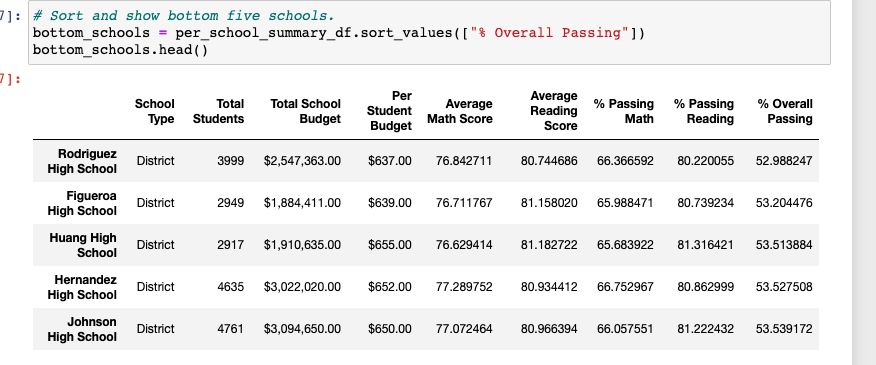 7]: # Sort and show bottom five schools.
bottom_schools = per_school_summary_df.sort_values(["% Overall Passing"])
bottom_schools.head()
7]:
School Type Total Students Total School Budget Per Student Budget Average Math Score Average Reading Score % Passing Math % Passing Reading % Overall Passing
Rodriguez High School District 3999 $2,547,363.00 $637.00 76.842711 80.744686 66.366592 80.220055 52.988247
Figueroa High School District 2949 $1,884,411.00 $639.00 76.711767 81.158020 65.988471 80.739234 53.204476
Huang High School District 2917 $1,910,635.00 $655.00 76.629414 81.182722 65.683922 81.316421 53.513884
Hernandez High School District 4635 $3,022,020.00 $652.00 77.289752 80.934412 66.752967 80.862999 53.527508
Johnson High School District 4761 $3,094,650.00 $650.00 77.072464 80.966394 66.057551 81.222432 53.539172